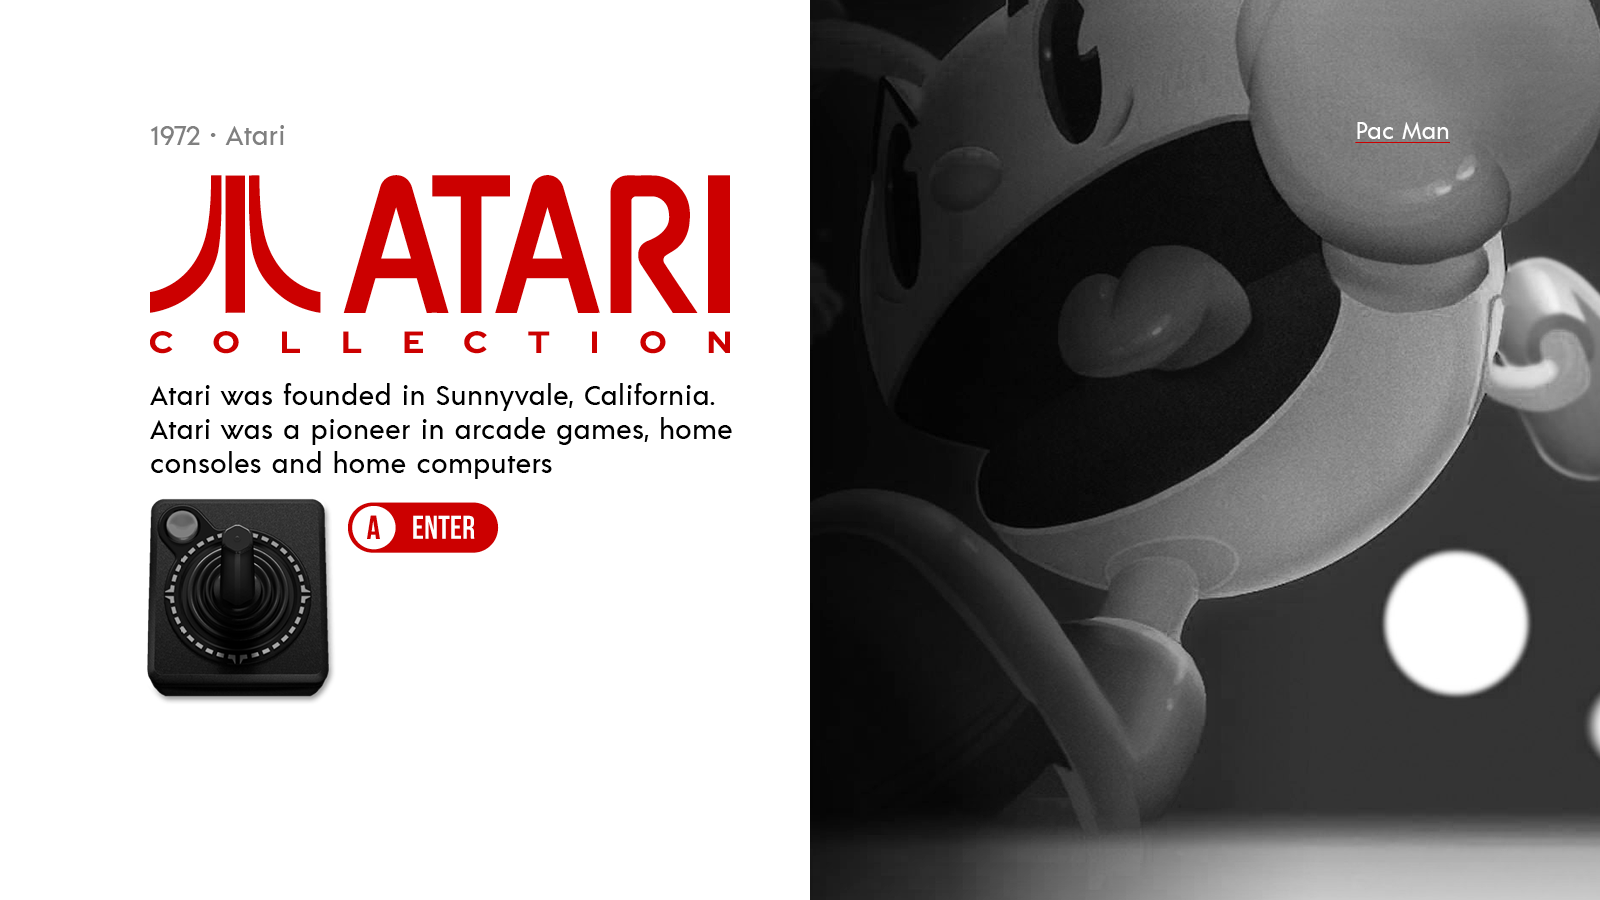 1972 · Atari
ATARI
COLLECTION
Atari was founded in Sunnyvale, California.
Atari was a pioneer in arcade games, home
consoles and home computers
A ENTER
Pac Man